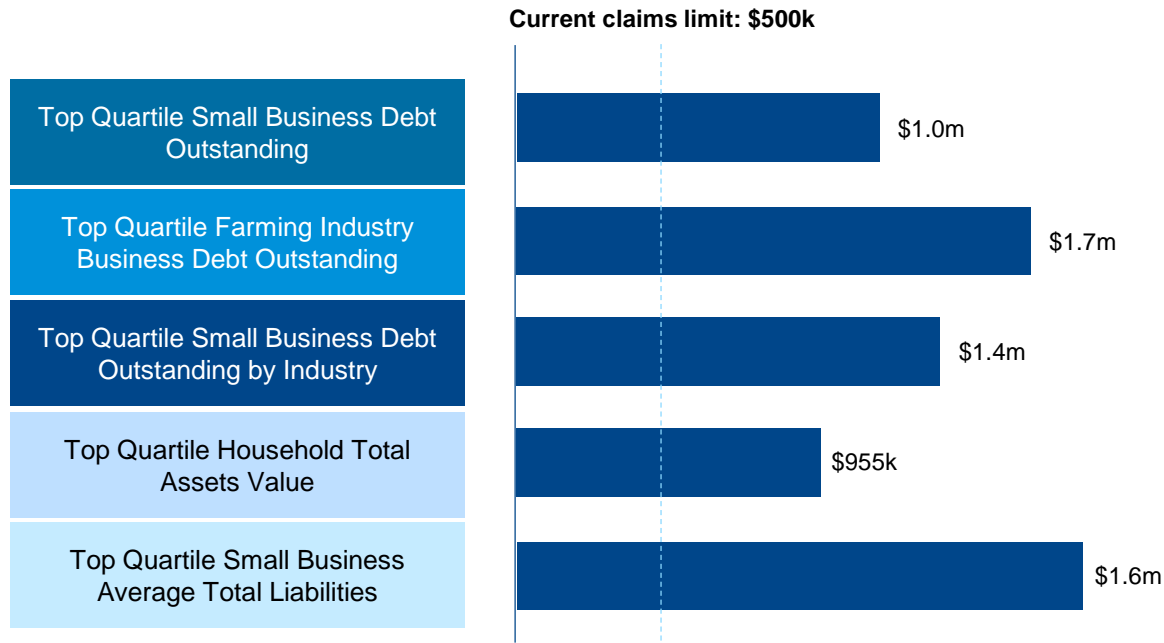 Current claims limit: $500k
Top Quartile Small Business Debt
Outstanding
$1.0m
Top Quartile Farming Industry
Business Debt Outstanding
$1.7m
Top Quartile Small Business Debt
Outstanding by Industry
$1.4m
Top Quartile Household Total
Assets Value
$955k
Top Quartile Small Business
Average Total Liabilities
$1.6m